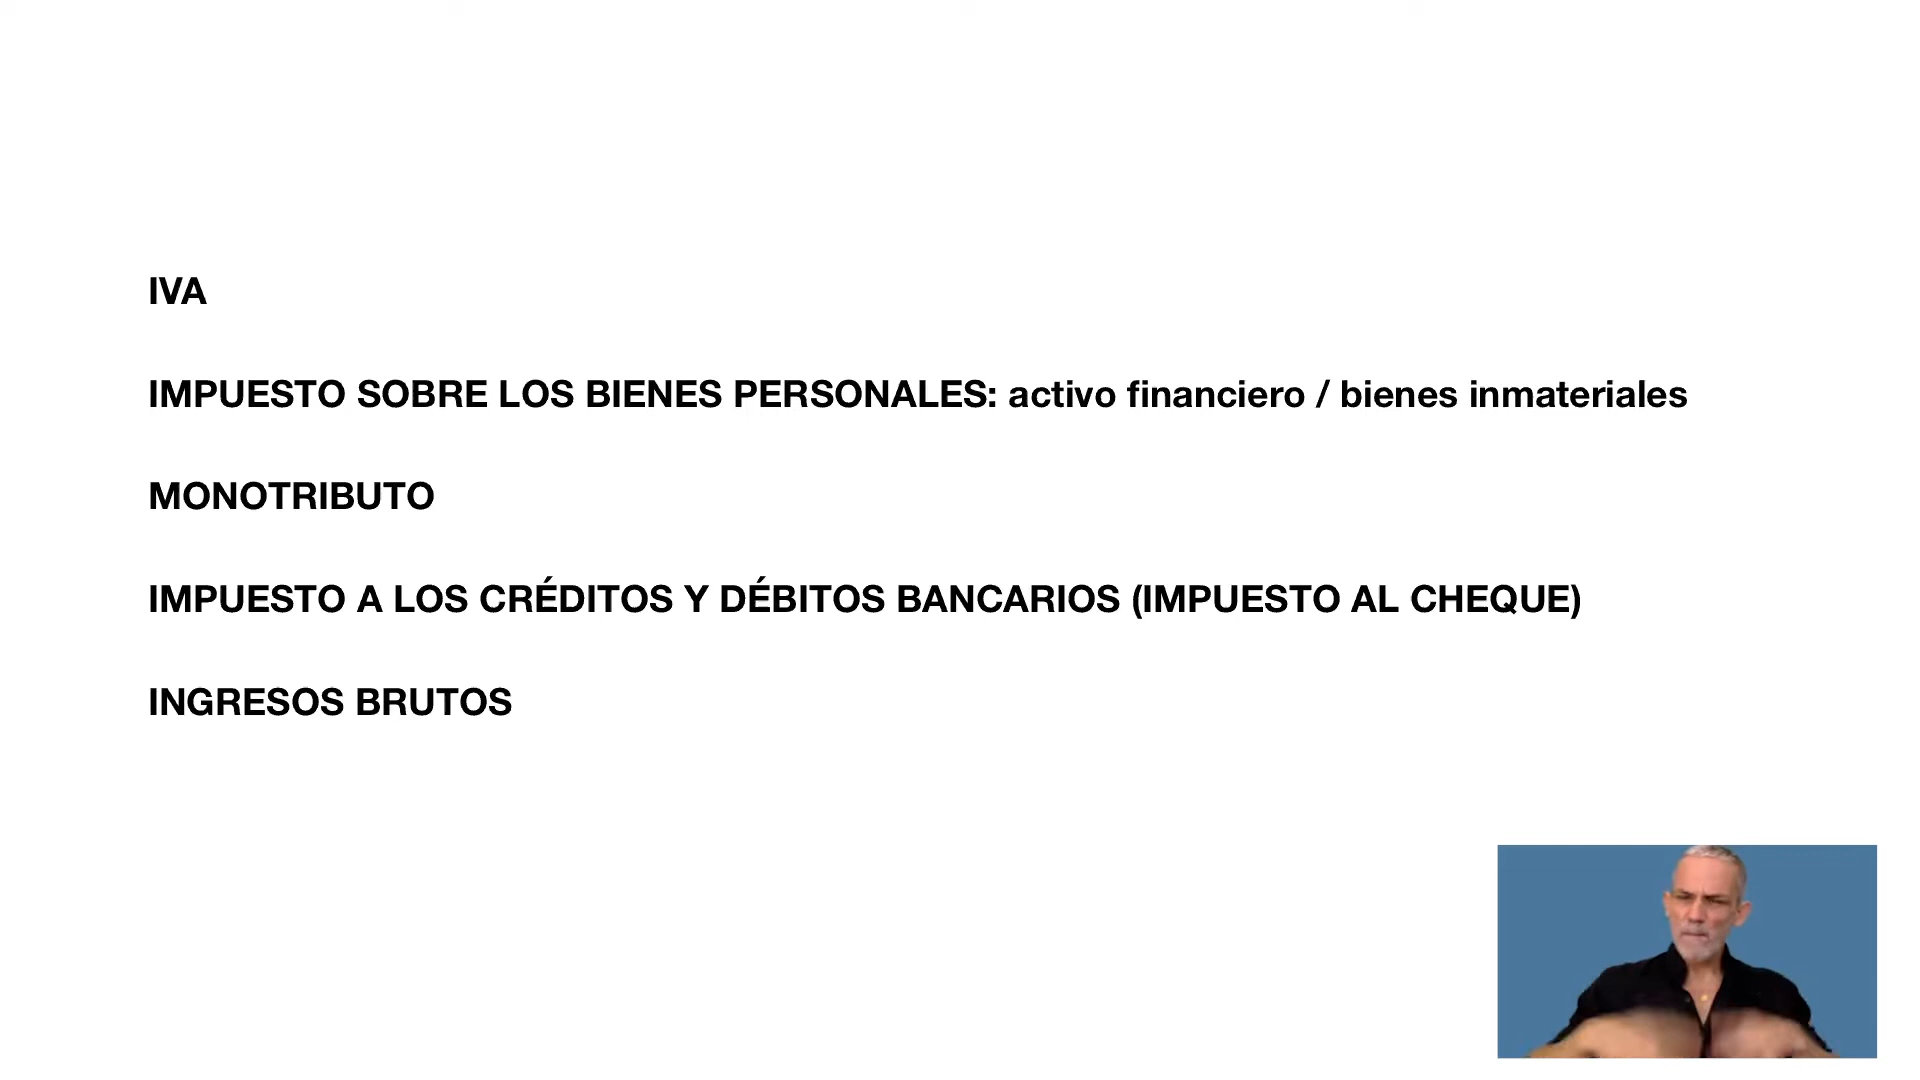 IVA
IMPUESTO SOBRE LOS BIENES PERSONALES: activo financiero / bienes inmateriales
MONOTRIBUTO
IMPUESTO A LOS CRÉDITOS Y DÉBITOS BANCARIOS (IMPUESTO AL CHEQUE)
INGRESOS BRUTOS